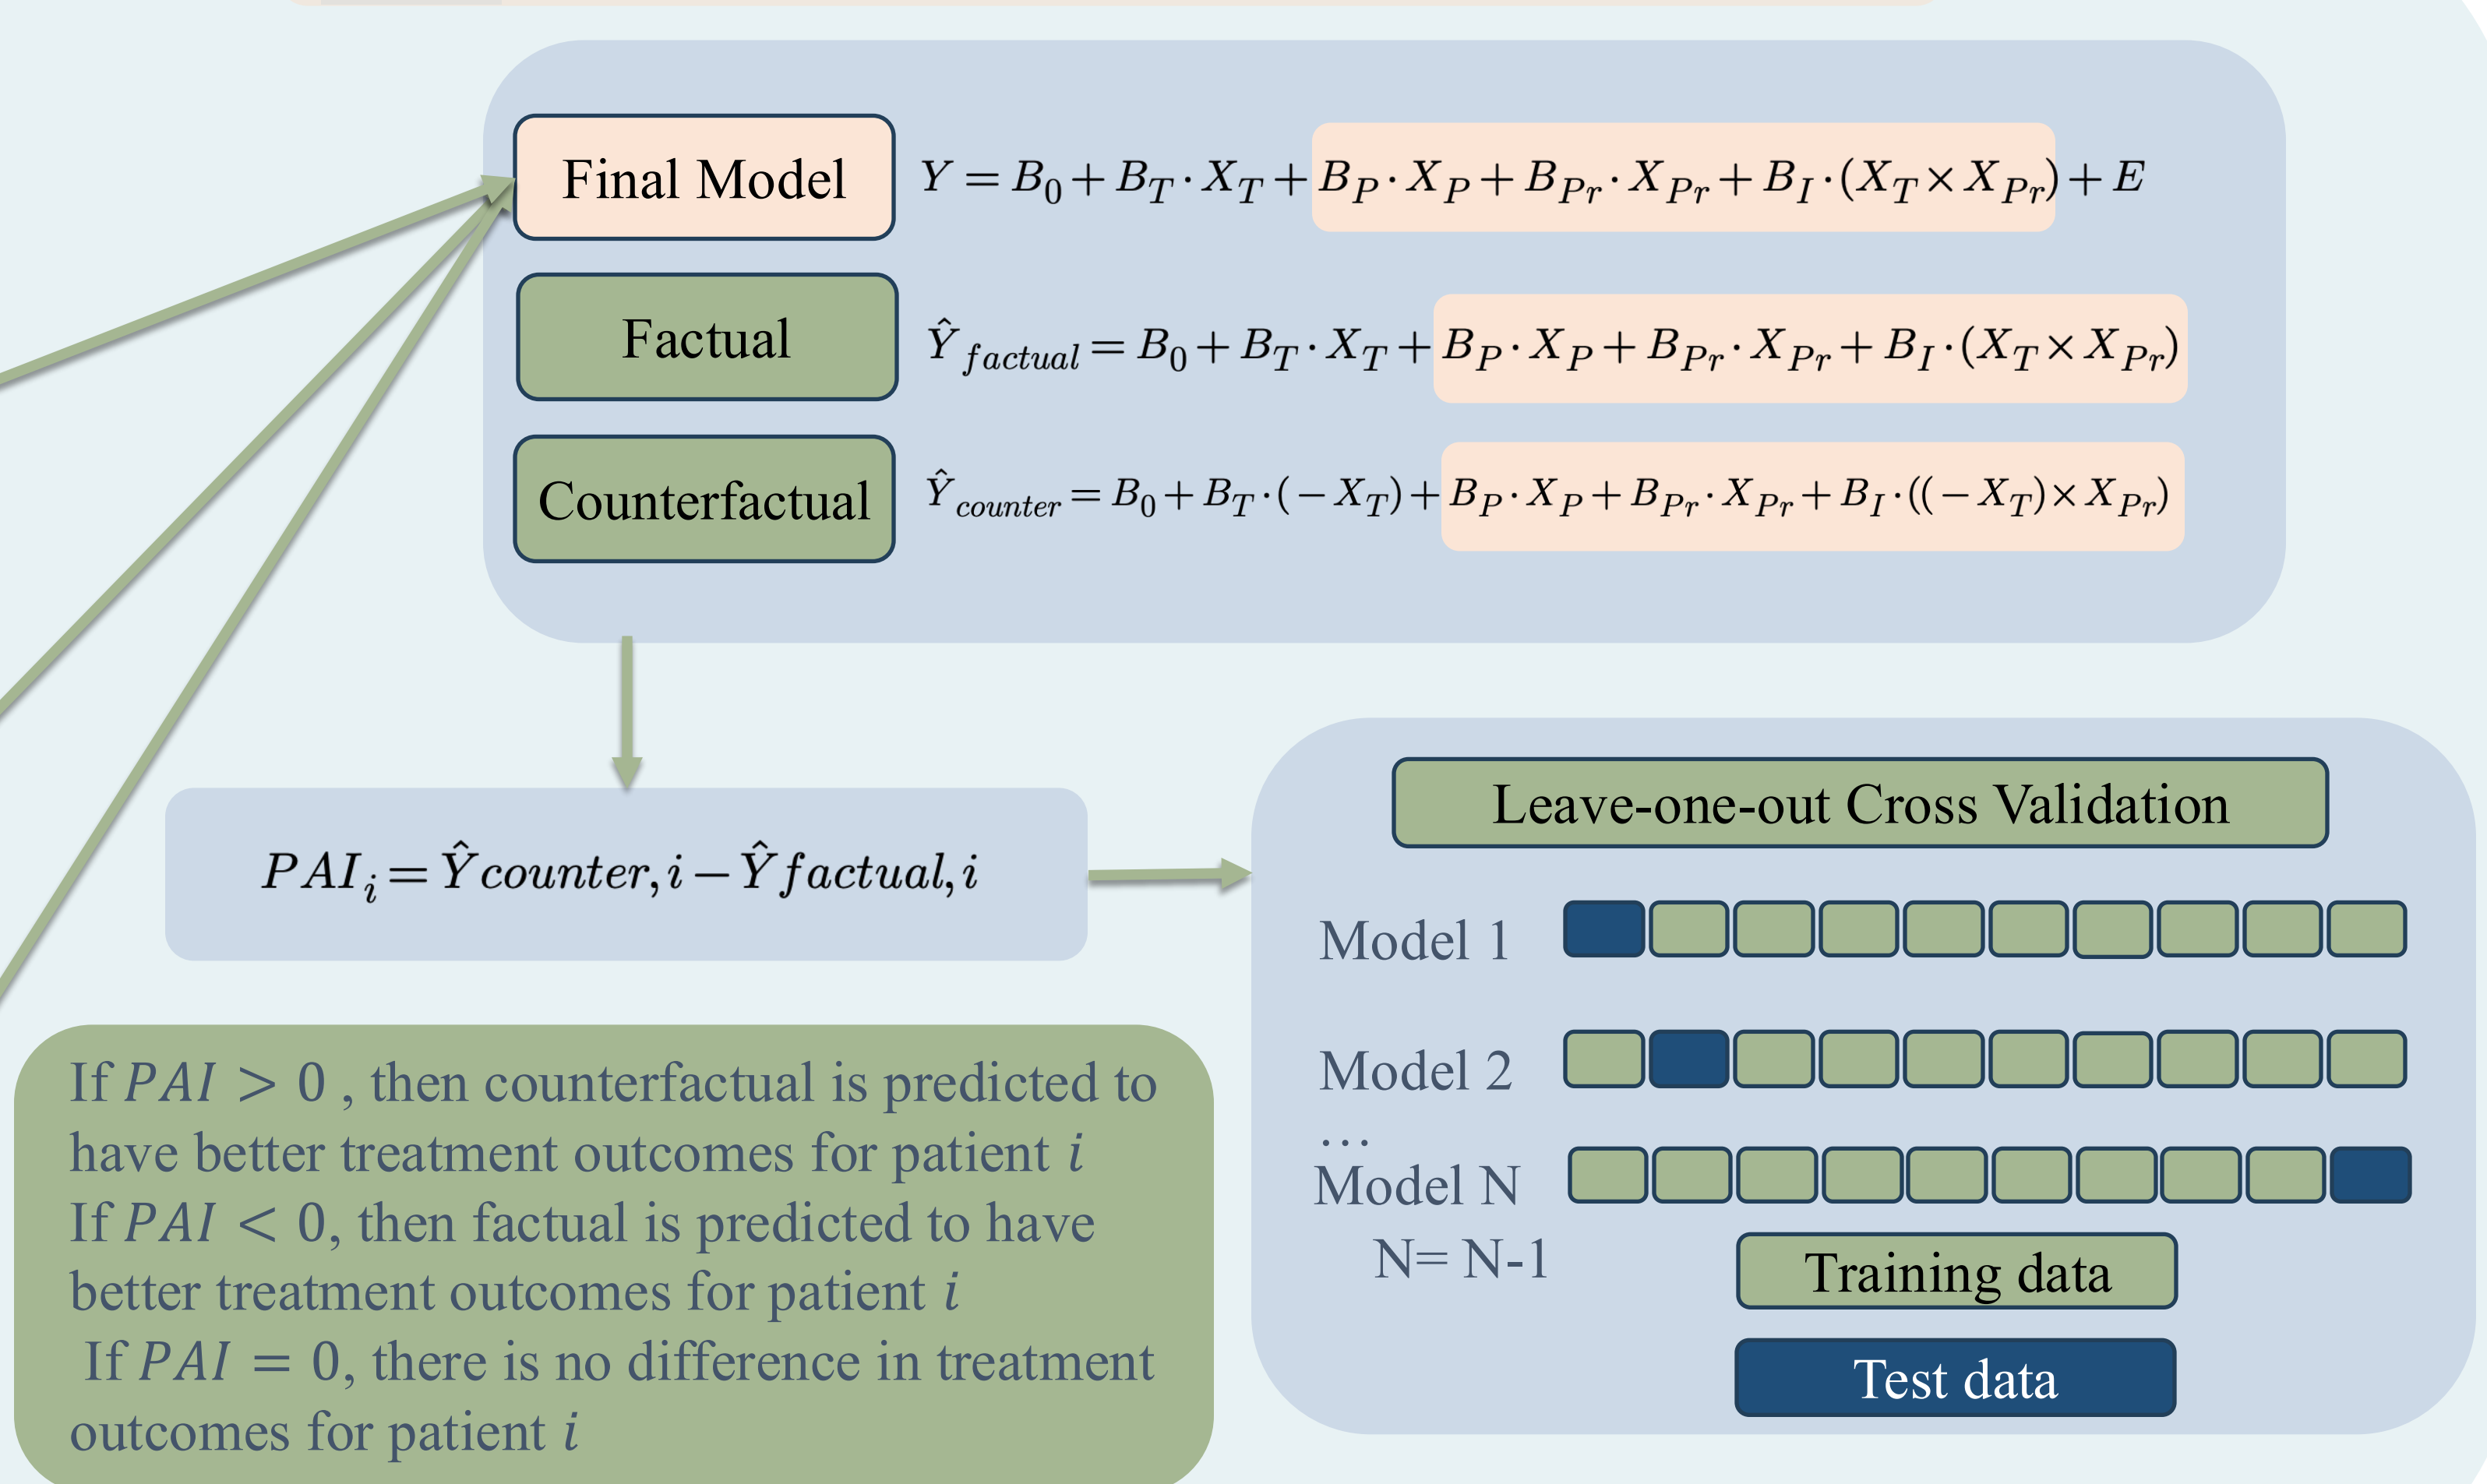 Final Model
Y = B₀ + B_T · X_T + B_P · X_P + B_Pr · X_Pr + B_I · (X_T × X_Pr) + E
Factual
Ŷ_factual = B₀ + B_T · X_T + B_P · X_P + B_Pr · X_Pr + B_I · (X_T × X_Pr)
Counterfactual
Ŷ_counter = B₀ + B_T · (−X_T) + B_P · X_P + B_Pr · X_Pr + B_I · ((−X_T) × X_Pr)
PAI_i = Ŷcounter, i − Ŷfactual, i
If PAI > 0 , then counterfactual is predicted to
have better treatment outcomes for patient i
If PAI < 0, then factual is predicted to have
better treatment outcomes for patient i
If PAI = 0, there is no difference in treatment
outcomes for patient i
Leave-one-out Cross Validation
Model 1
Model 2
...
Model N
N= N-1
Training data
Test data